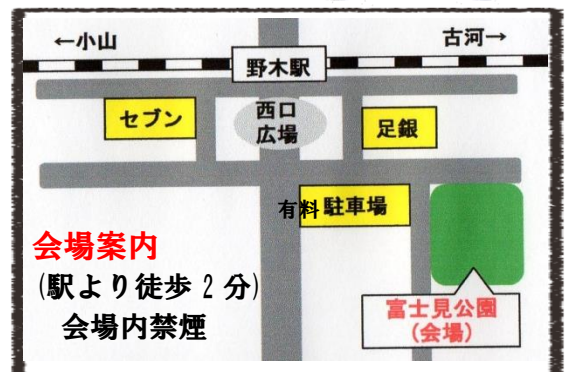 ←小山
古河→
野木駅
セブン
西口
広場
足銀
有料 駐車場
会場案内
(駅より徒歩 2 分)
会場内禁煙
富士見公園
(会場)